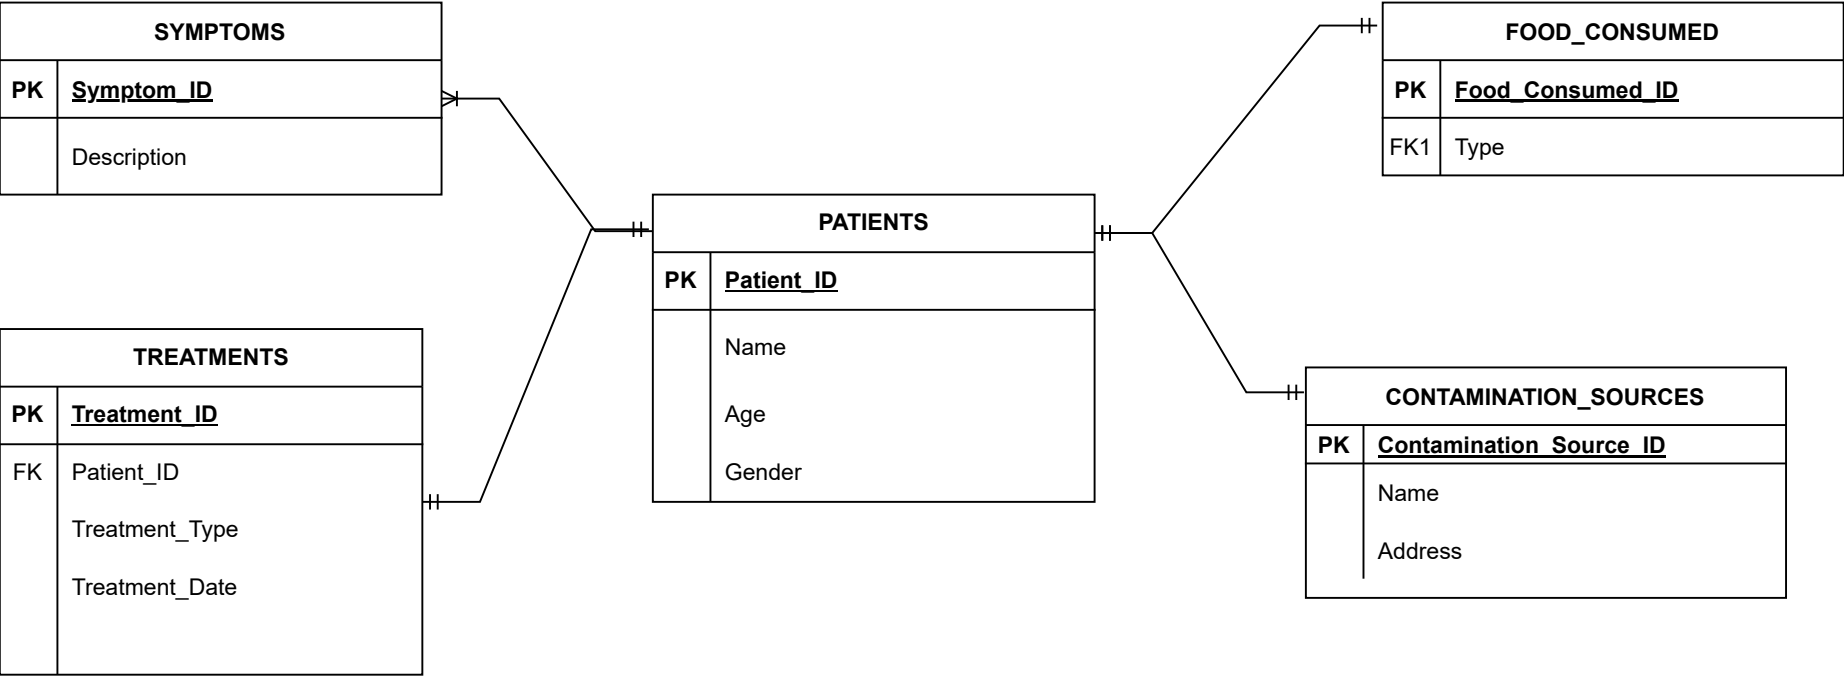 SYMPTOMS
PK Symptom_ID
Description
TREATMENTS
PK Treatment_ID
FK Patient_ID
Treatment_Type
Treatment_Date
PATIENTS
PK Patient_ID
Name
Age
Gender
FOOD_CONSUMED
PK Food_Consumed_ID
FK1 Type
CONTAMINATION_SOURCES
PK Contamination_Source_ID
Name
Address